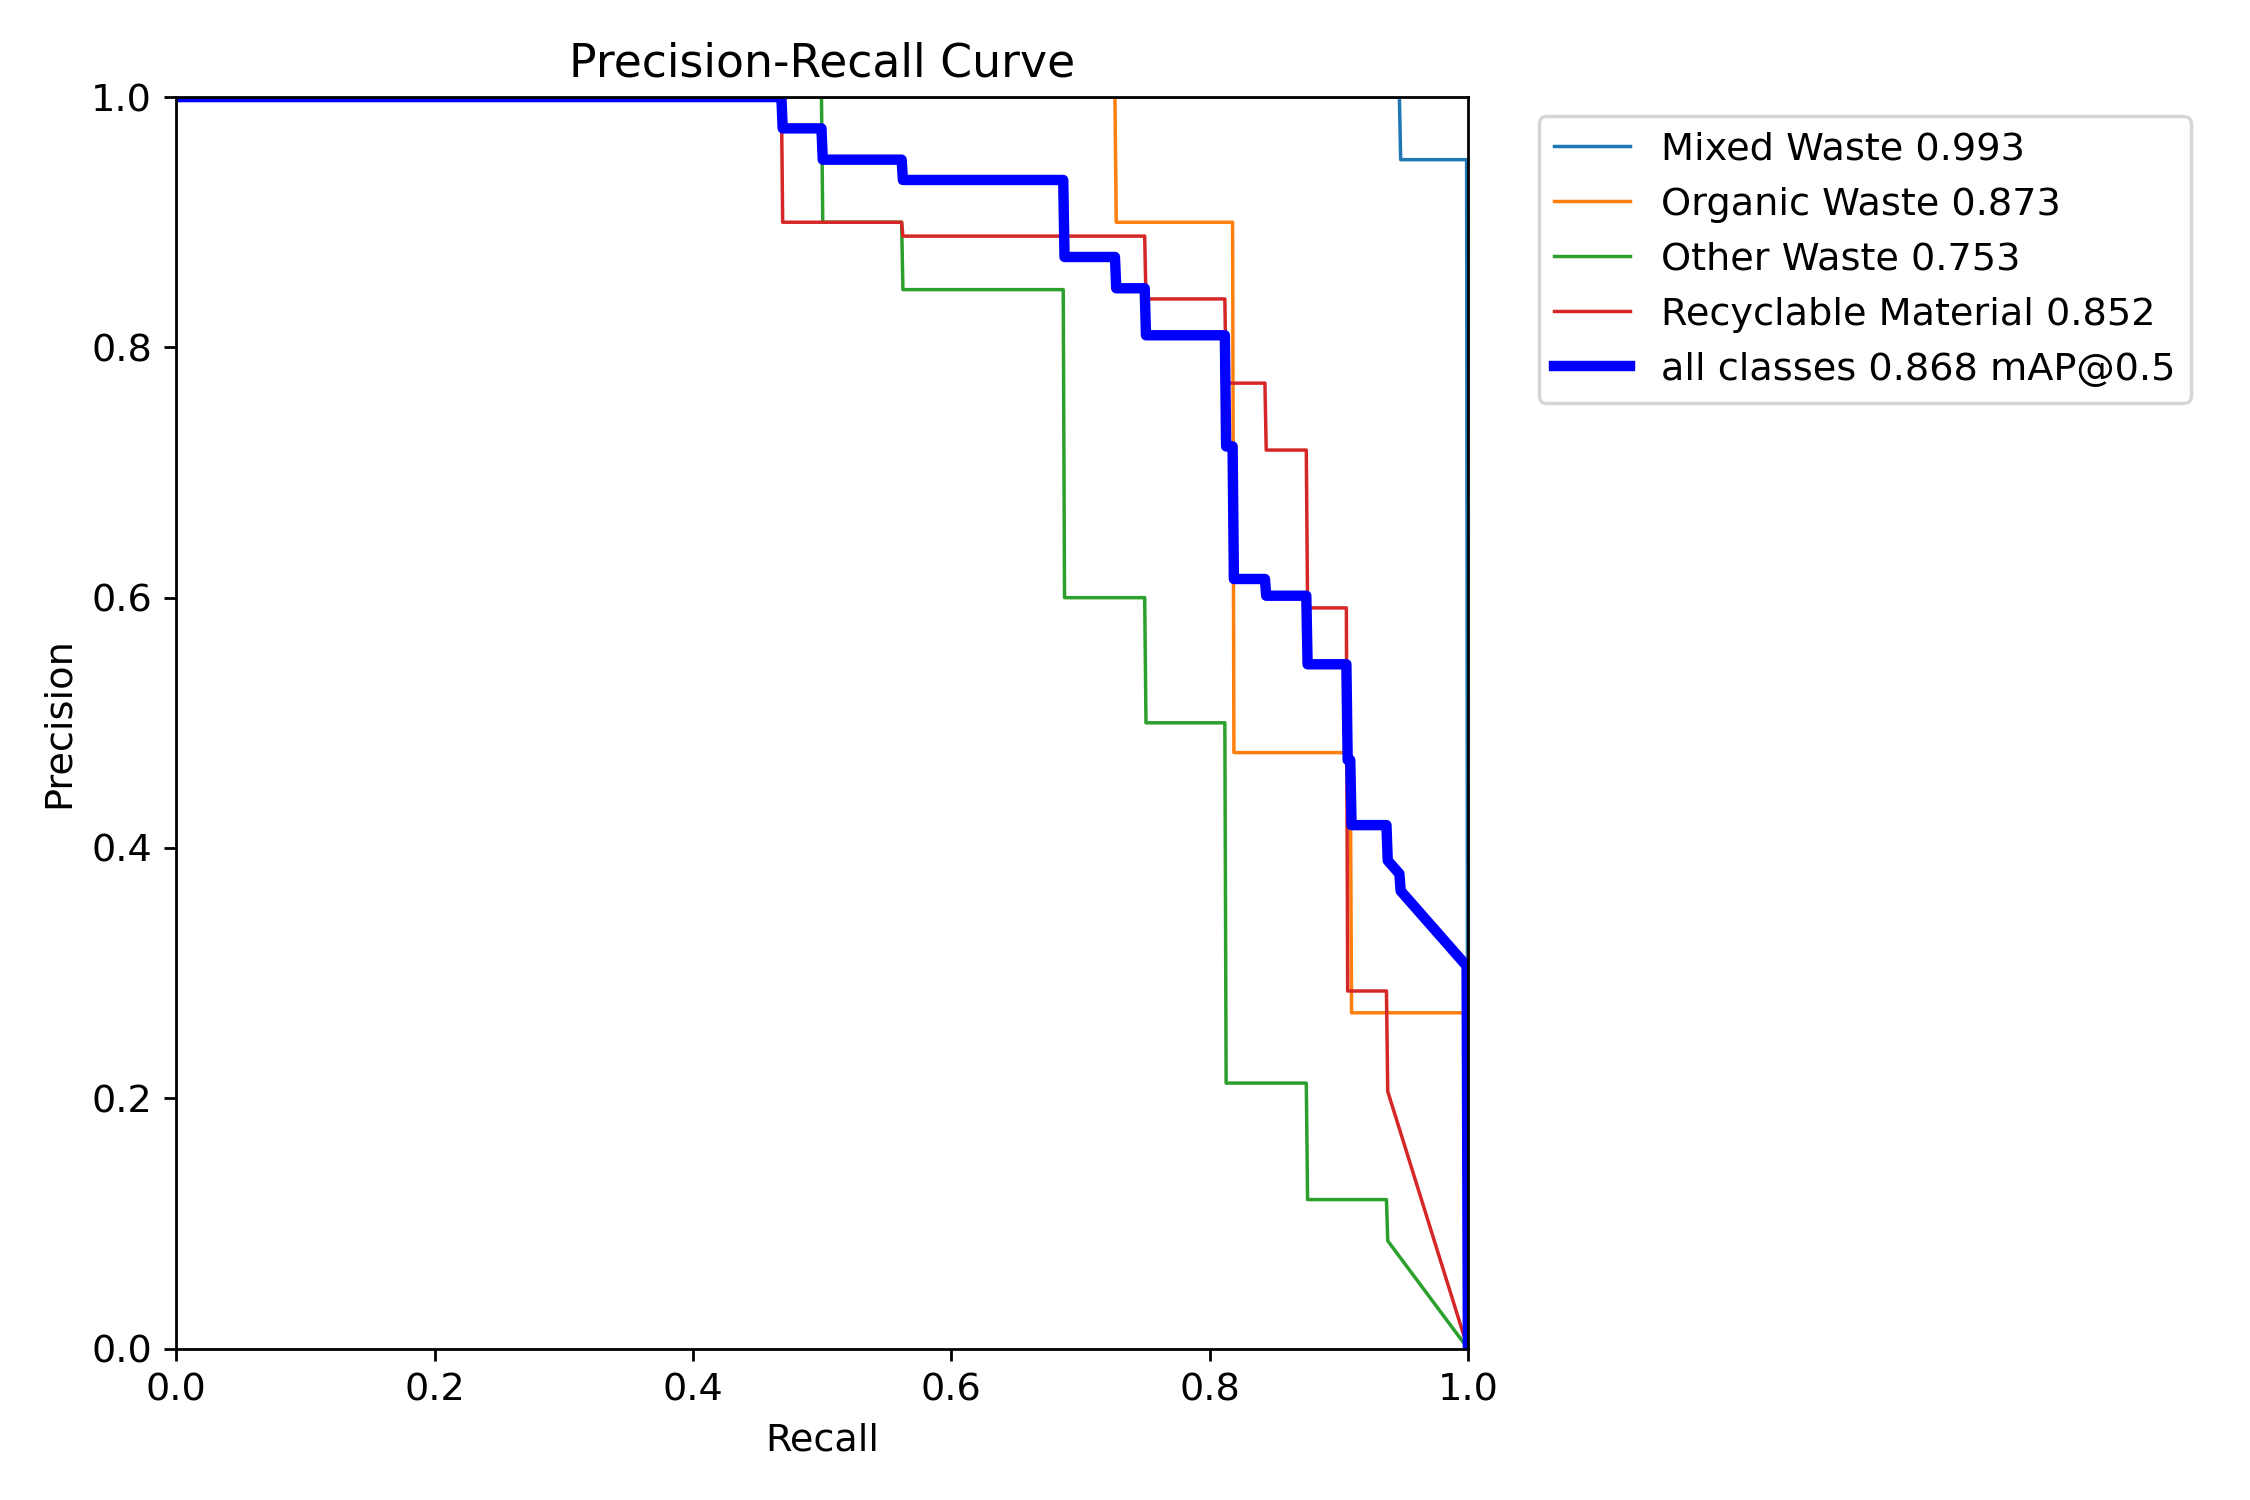 Precision-Recall Curve
1.0
0.8
0.6
0.4
0.2
0.0
Precision
0.0 0.2 0.4 0.6 0.8 1.0
Recall
Mixed Waste 0.993
Organic Waste 0.873
Other Waste 0.753
Recyclable Material 0.852
all classes 0.868 mAP@0.5